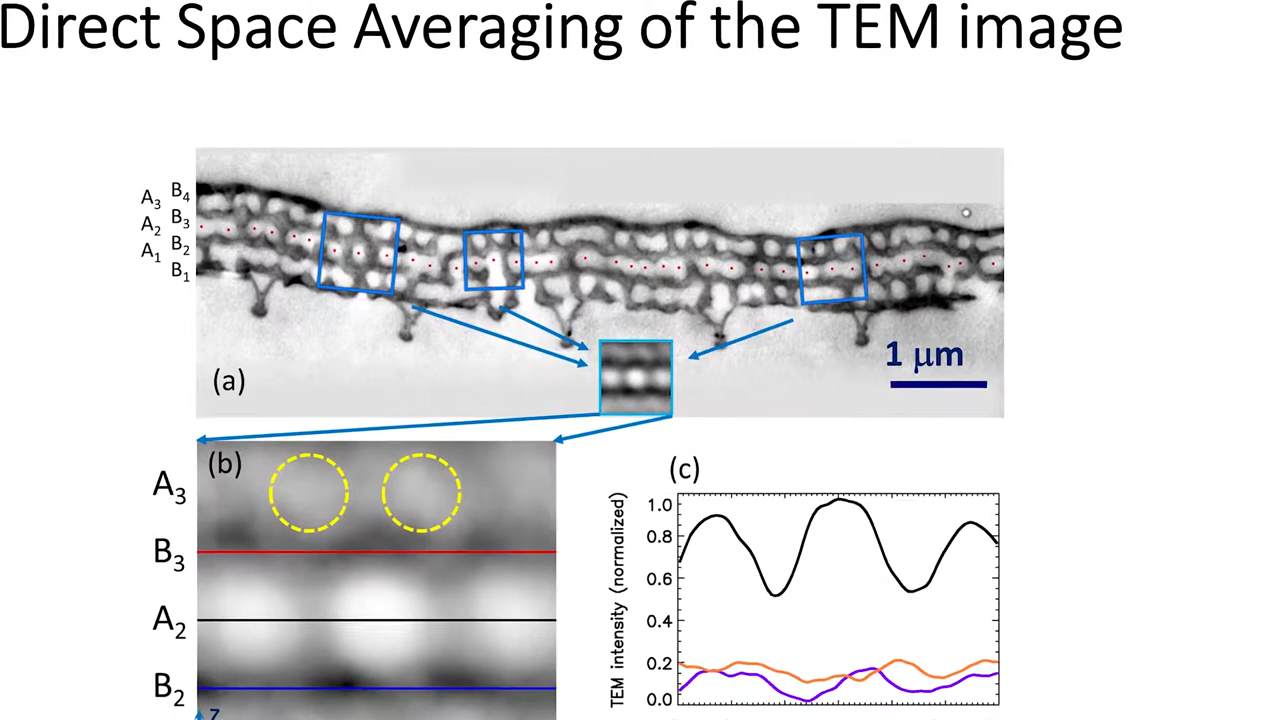 Direct Space Averaging of the TEM image
A₃ B₄
A₂ B₃
A₁ B₂
B₁
1 μm
(a)
(b)
A₃
B₃
A₂
B₂
z
(c)
TEM intensity (normalized)
1.0
0.8
0.6
0.4
0.2
0.0